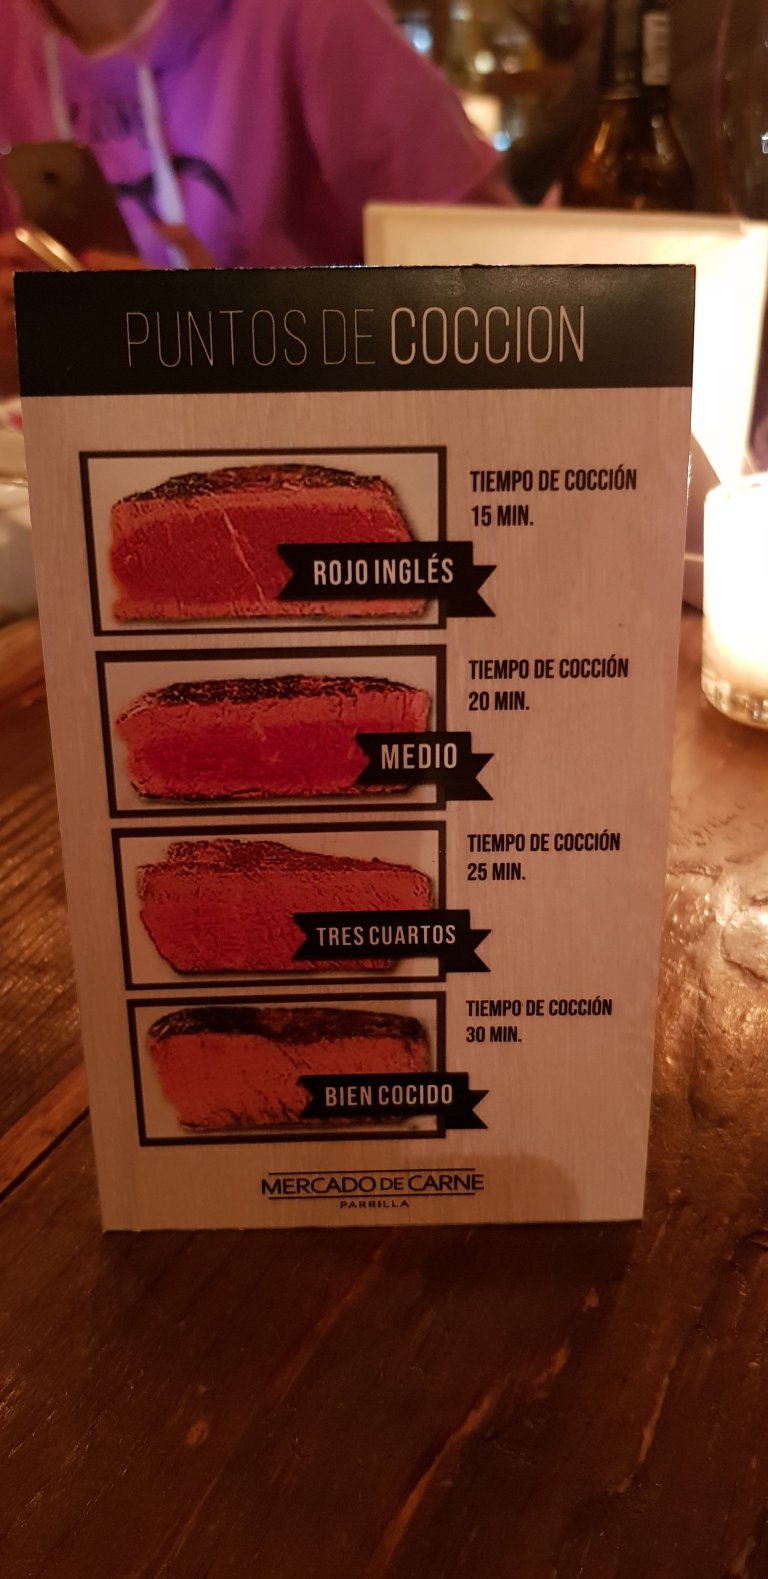 PUNTOS DE COCCION
TIEMPO DE COCCIÓN
15 MIN.
ROJO INGLÉS
TIEMPO DE COCCIÓN
20 MIN.
MEDIO
TIEMPO DE COCCIÓN
25 MIN.
TRES CUARTOS
TIEMPO DE COCCIÓN
30 MIN.
BIEN COCIDO
MERCADO DE CARNE
PARRILLA